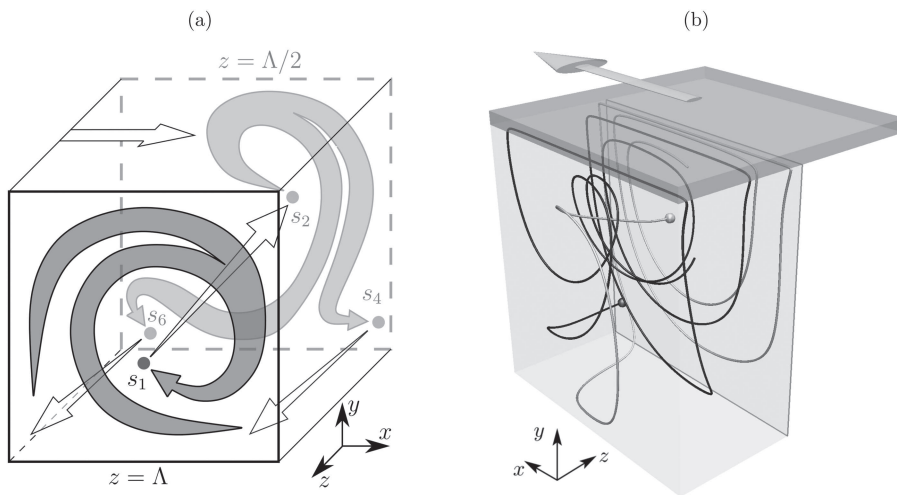 (a)
(b)
z = Λ/2
s₂
s₄
s₆
s₁
y
x
z
z = Λ
y
x
z